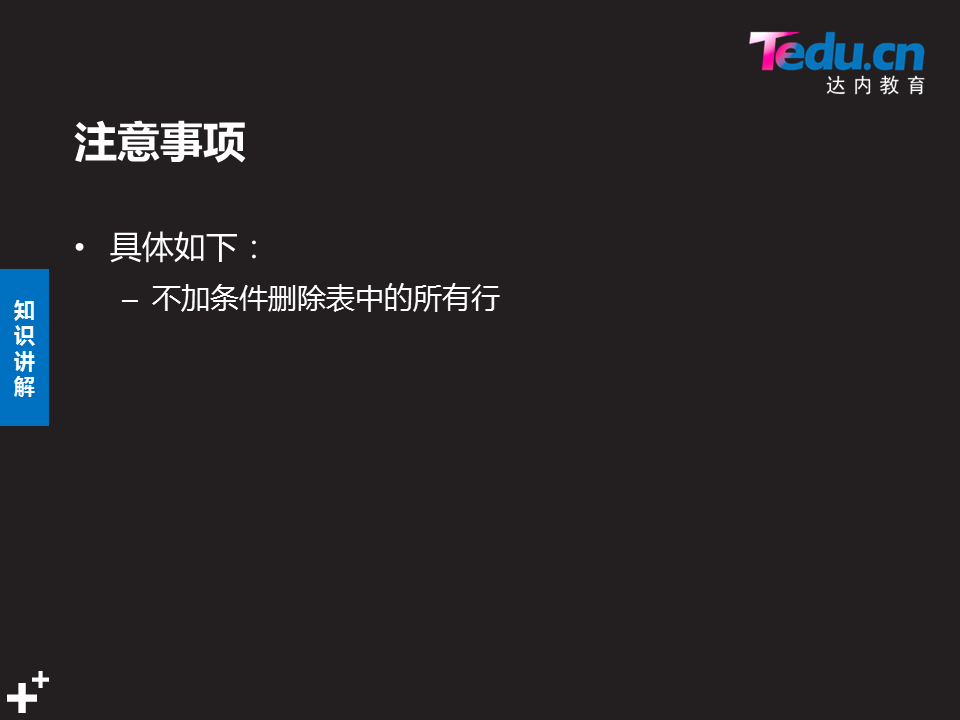 Tedu.cn
达内教育
注意事项
• 具体如下：
– 不加条件删除表中的所有行
知识讲解